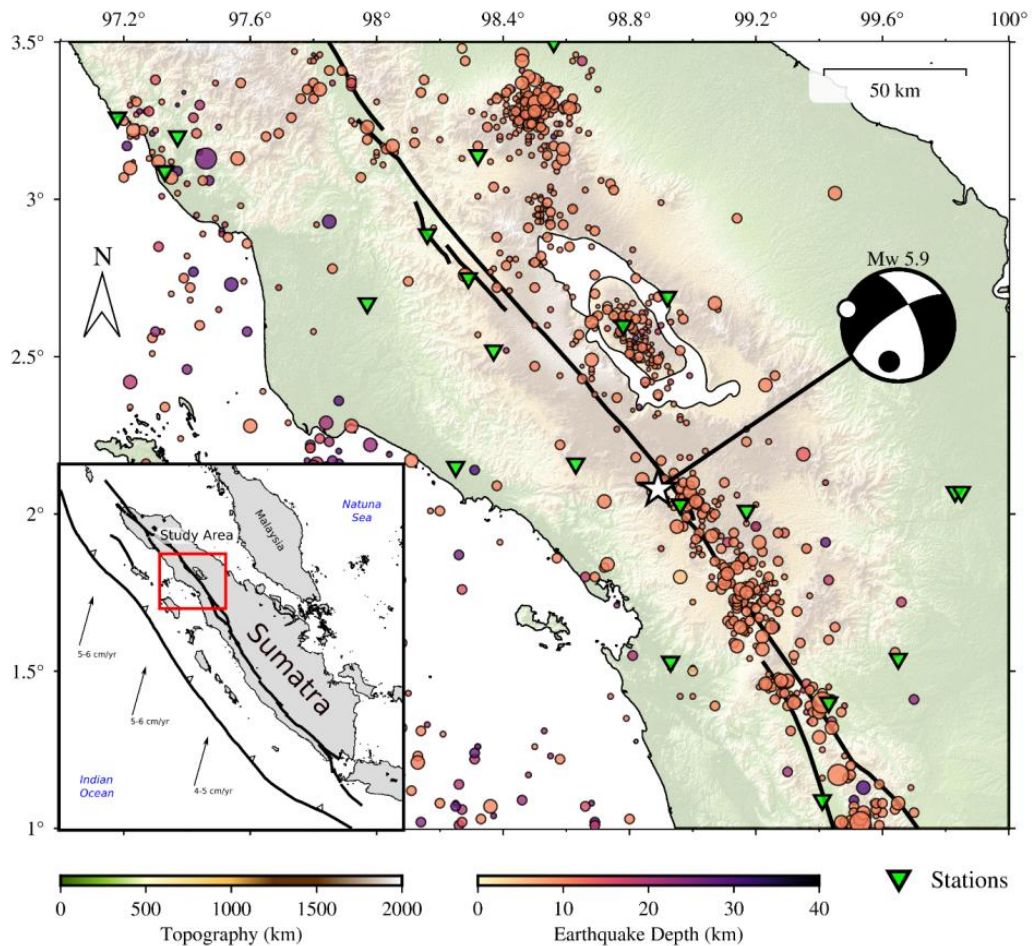 97.2° 97.6° 98° 98.4° 98.8° 99.2° 99.6° 100°
3.5°
50 km
3°
N
Mw 5.9
2.5°
2°
Natuna
Sea
Malaysia
Study Area
5-6 cm/yr
Sumatra
1.5°
5-6 cm/yr
Indian
Ocean
4-5 cm/yr
1°
0 500 1000 1500 2000
Topography (km)
0 10 20 30 40
Earthquake Depth (km)
Stations